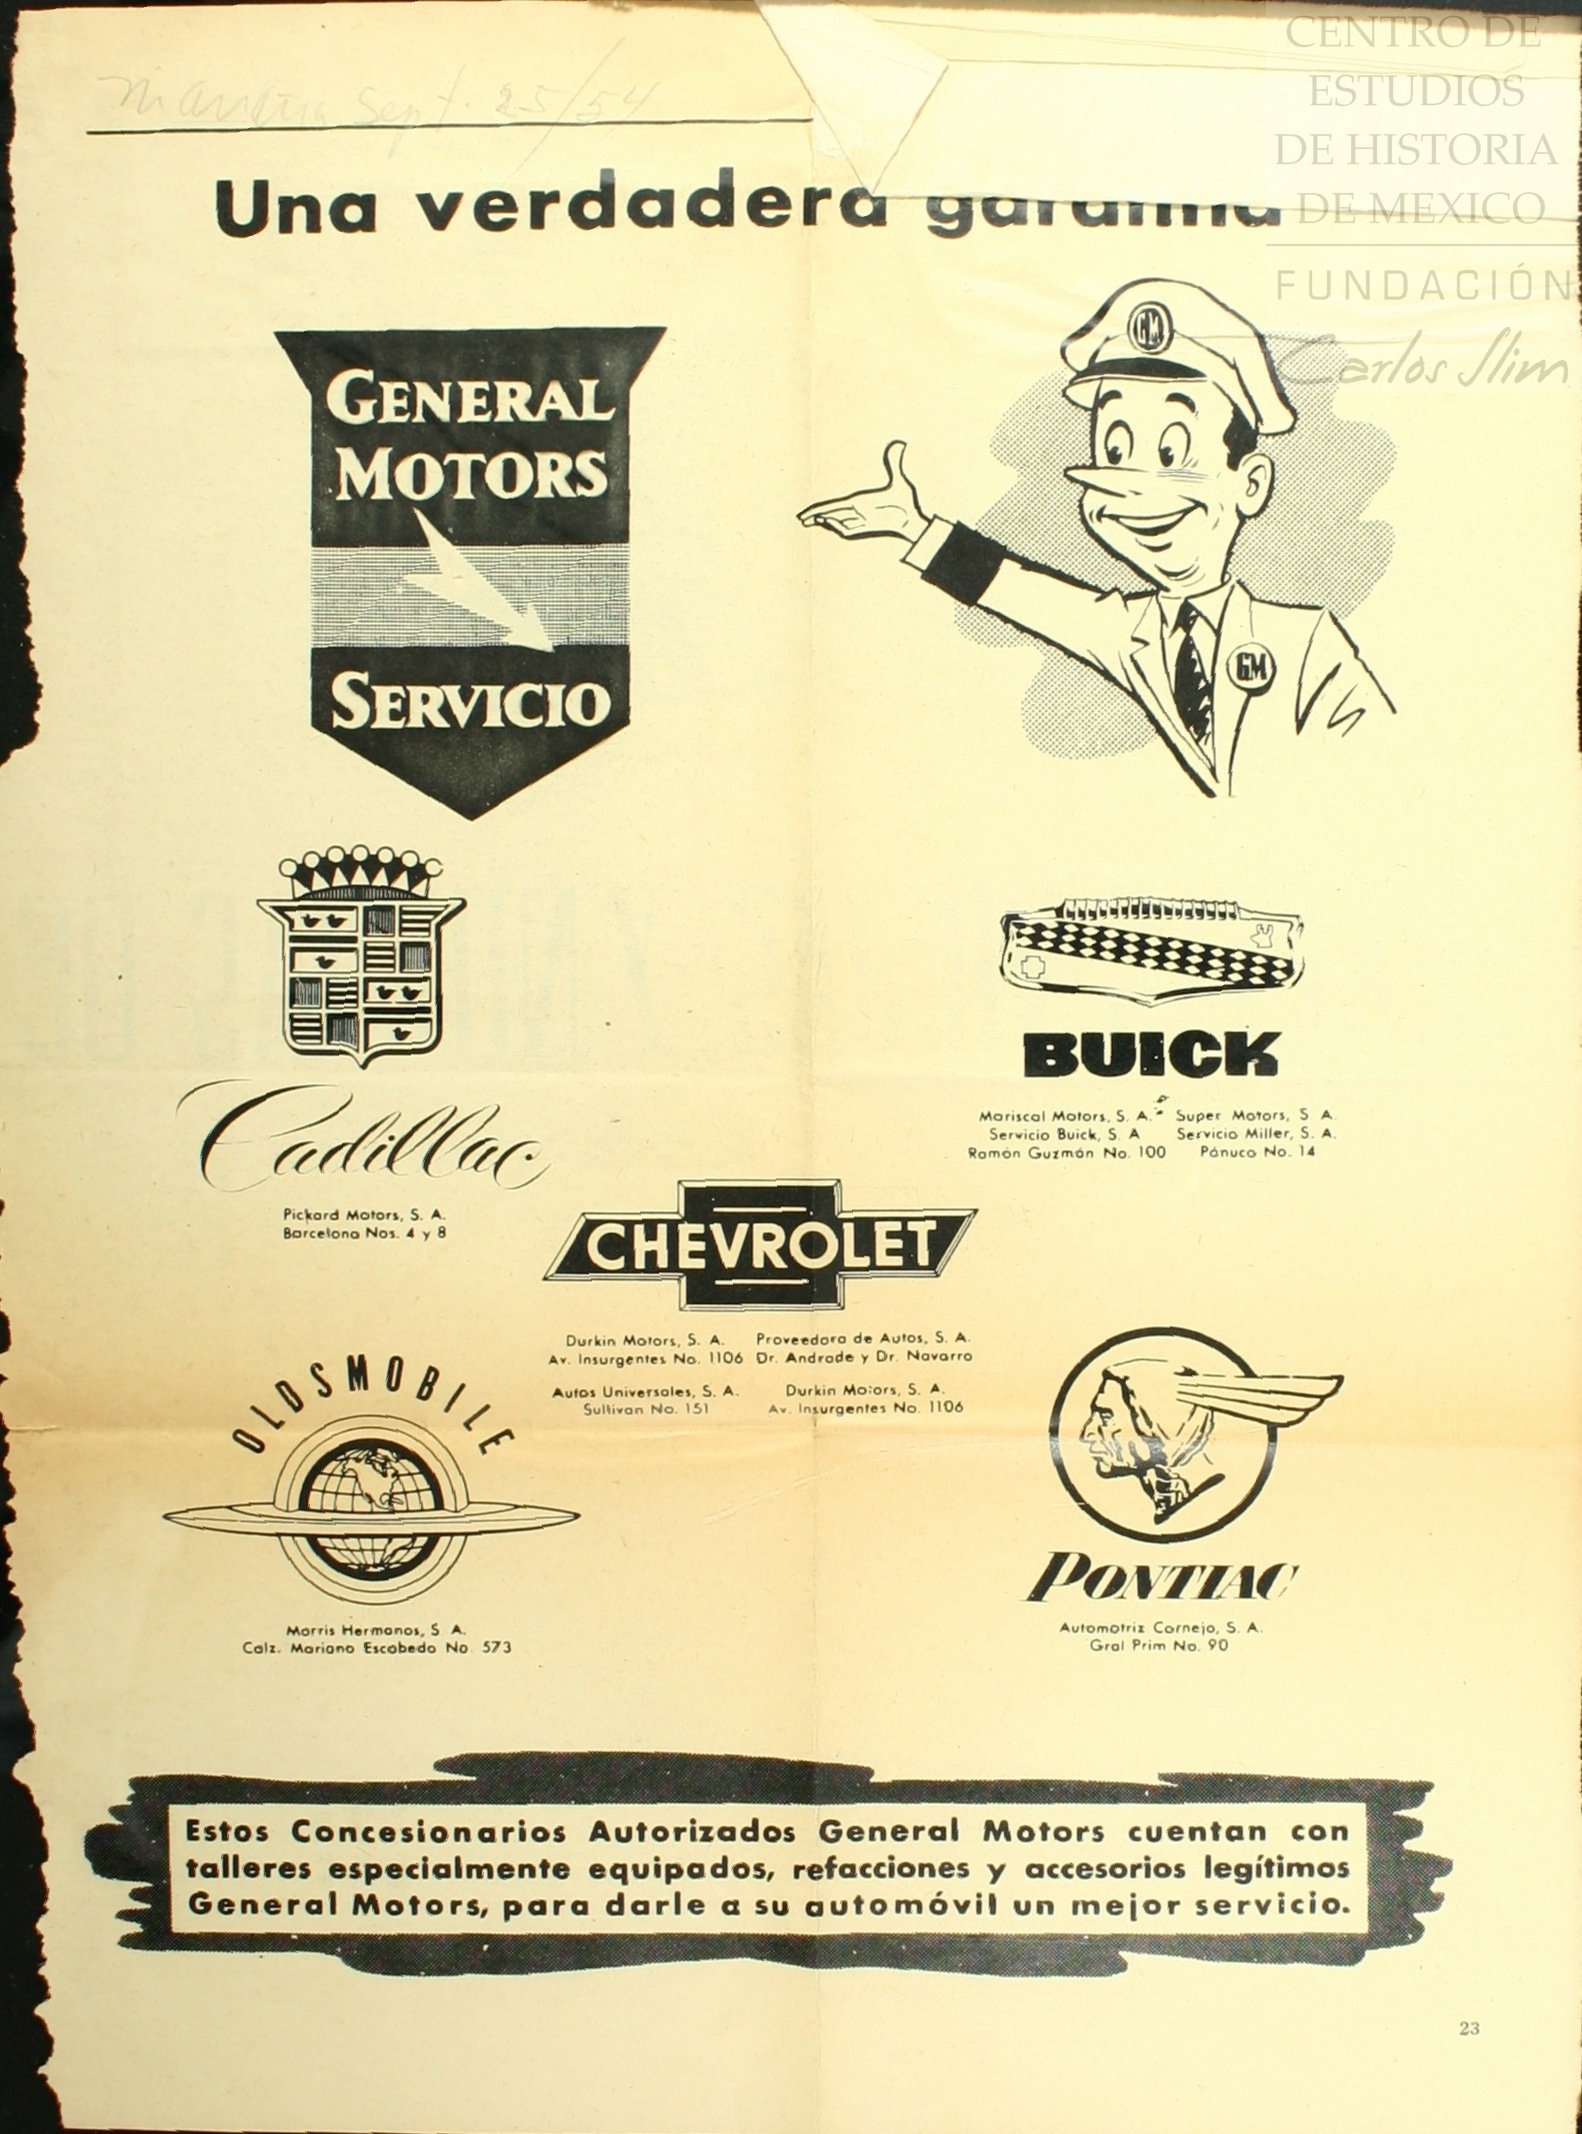 Sept. 25/54
Una verdadera garantía
CENTRO DE
ESTUDIOS
DE HISTORIA
DE MEXICO
FUNDACIÓN
Carlos Slim
GENERAL
MOTORS
SERVICIO
GM
GM
Cadillac
Pickard Motors, S. A.
Barcelona Nos. 4 y 8
BUICK
Mariscal Motors, S. A. Super Motors, S A.
Servicio Buick, S. A Servicio Miller, S. A.
Ramón Guzmán No. 100 Pánuco No. 14
CHEVROLET
Durkin Motors, S. A. Proveedora de Autos, S. A.
Av. Insurgentes No. 1106 Dr. Andrade y Dr. Navarro
Autos Universales, S. A. Durkin Motors, S. A.
Sullivan No. 151 Av. Insurgentes No. 1106
OLDSMOBILE
Morris Hermanos, S A.
Calz. Mariano Escobedo No 573
PONTIAC
Automotriz Cornejo, S. A.
Gral Prim No. 90
Estos Concesionarios Autorizados General Motors cuentan con
talleres especialmente equipados, refacciones y accesorios legítimos
General Motors, para darle a su automóvil un mejor servicio.
23